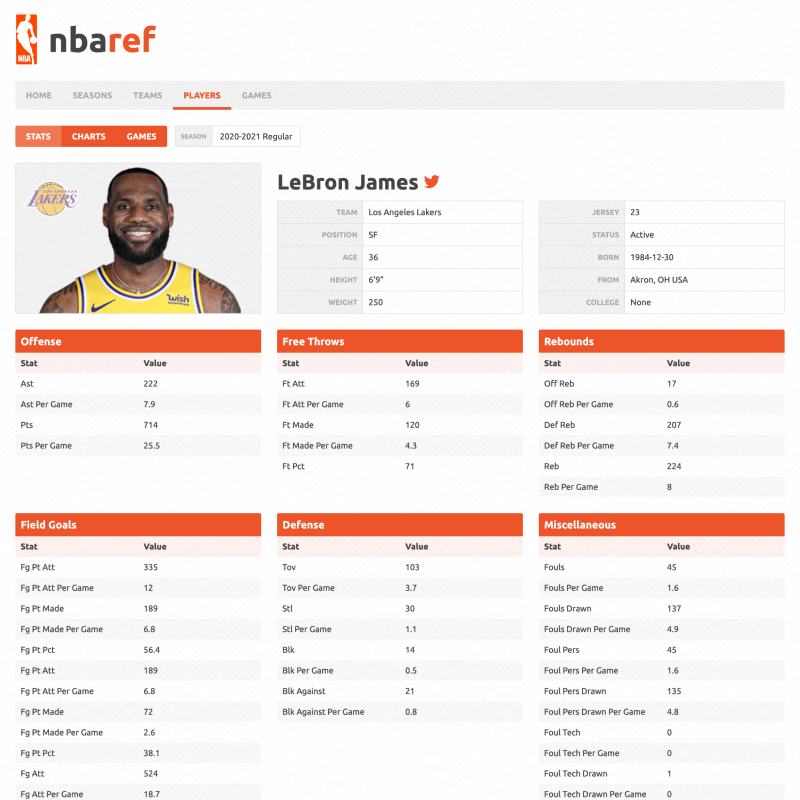 NBA
nbaref
HOME SEASONS TEAMS PLAYERS GAMES
STATS CHARTS GAMES SEASON 2020-2021 Regular
LOS ANGELES
LAKERS
wish
LeBron James
TEAM Los Angeles Lakers
POSITION SF
AGE 36
HEIGHT 6'9"
WEIGHT 250
JERSEY 23
STATUS Active
BORN 1984-12-30
FROM Akron, OH USA
COLLEGE None
Offense
Stat Value
Ast 222
Ast Per Game 7.9
Pts 714
Pts Per Game 25.5
Free Throws
Stat Value
Ft Att 169
Ft Att Per Game 6
Ft Made 120
Ft Made Per Game 4.3
Ft Pct 71
Rebounds
Stat Value
Off Reb 17
Off Reb Per Game 0.6
Def Reb 207
Def Reb Per Game 7.4
Reb 224
Reb Per Game 8
Field Goals
Stat Value
Fg Pt Att 335
Fg Pt Att Per Game 12
Fg Pt Made 189
Fg Pt Made Per Game 6.8
Fg Pt Pct 56.4
Fg Pt Att 189
Fg Pt Att Per Game 6.8
Fg Pt Made 72
Fg Pt Made Per Game 2.6
Fg Pt Pct 38.1
Fg Att 524
Fg Att Per Game 18.7
Defense
Stat Value
Tov 103
Tov Per Game 3.7
Stl 30
Stl Per Game 1.1
Blk 14
Blk Per Game 0.5
Blk Against 21
Blk Against Per Game 0.8
Miscellaneous
Stat Value
Fouls 45
Fouls Per Game 1.6
Fouls Drawn 137
Fouls Drawn Per Game 4.9
Foul Pers 45
Foul Pers Per Game 1.6
Foul Pers Drawn 135
Foul Pers Drawn Per Game 4.8
Foul Tech 0
Foul Tech Per Game 0
Foul Tech Drawn 1
Foul Tech Drawn Per Game 0